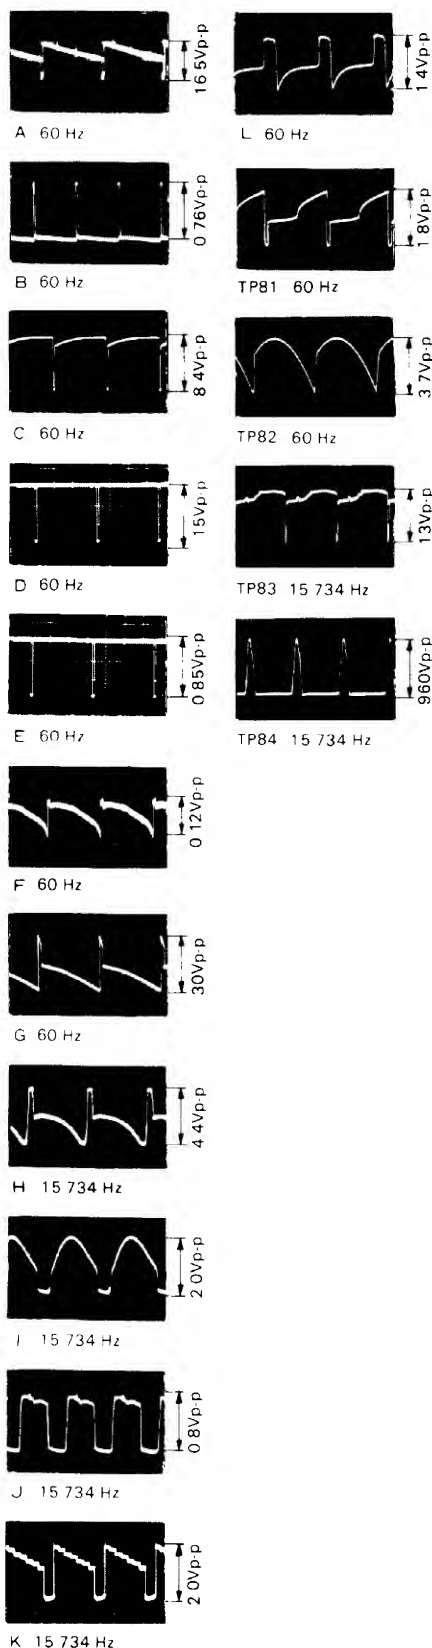 16 5Vp-p
A 60 Hz
0 76Vp-p
B 60 Hz
8 4Vp-p
C 60 Hz
15Vp-p
D 60 Hz
0 85Vp-p
E 60 Hz
0 12Vp-p
F 60 Hz
30Vp-p
G 60 Hz
4 4Vp-p
H 15 734 Hz
2 0Vp-p
I 15 734 Hz
0 8Vp-p
J 15 734 Hz
2 0Vp-p
K 15 734 Hz
1 4Vp-p
L 60 Hz
1 8Vp-p
TP81 60 Hz
3 7Vp-p
TP82 60 Hz
13Vp-p
TP83 15 734 Hz
960Vp-p
TP84 15 734 Hz